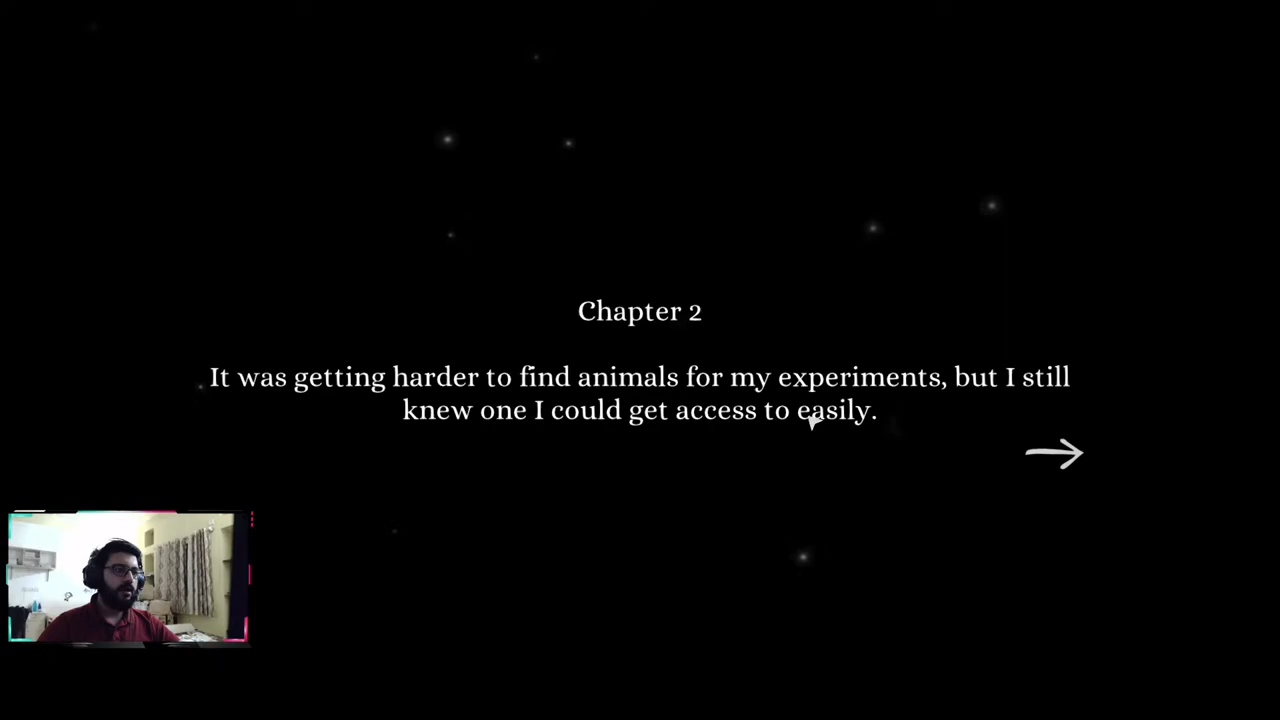 Chapter 2
It was getting harder to find animals for my experiments, but I still
knew one I could get access to easily.